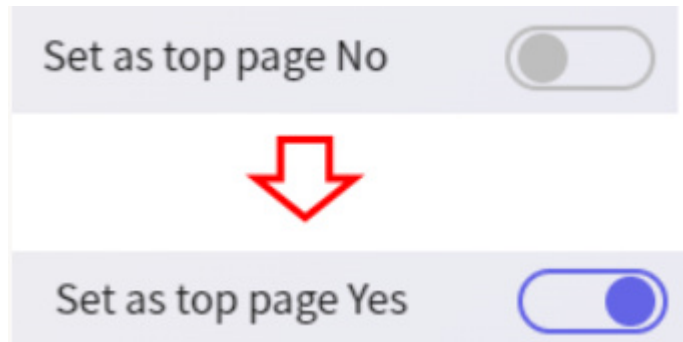 Set as top page No
Set as top page Yes